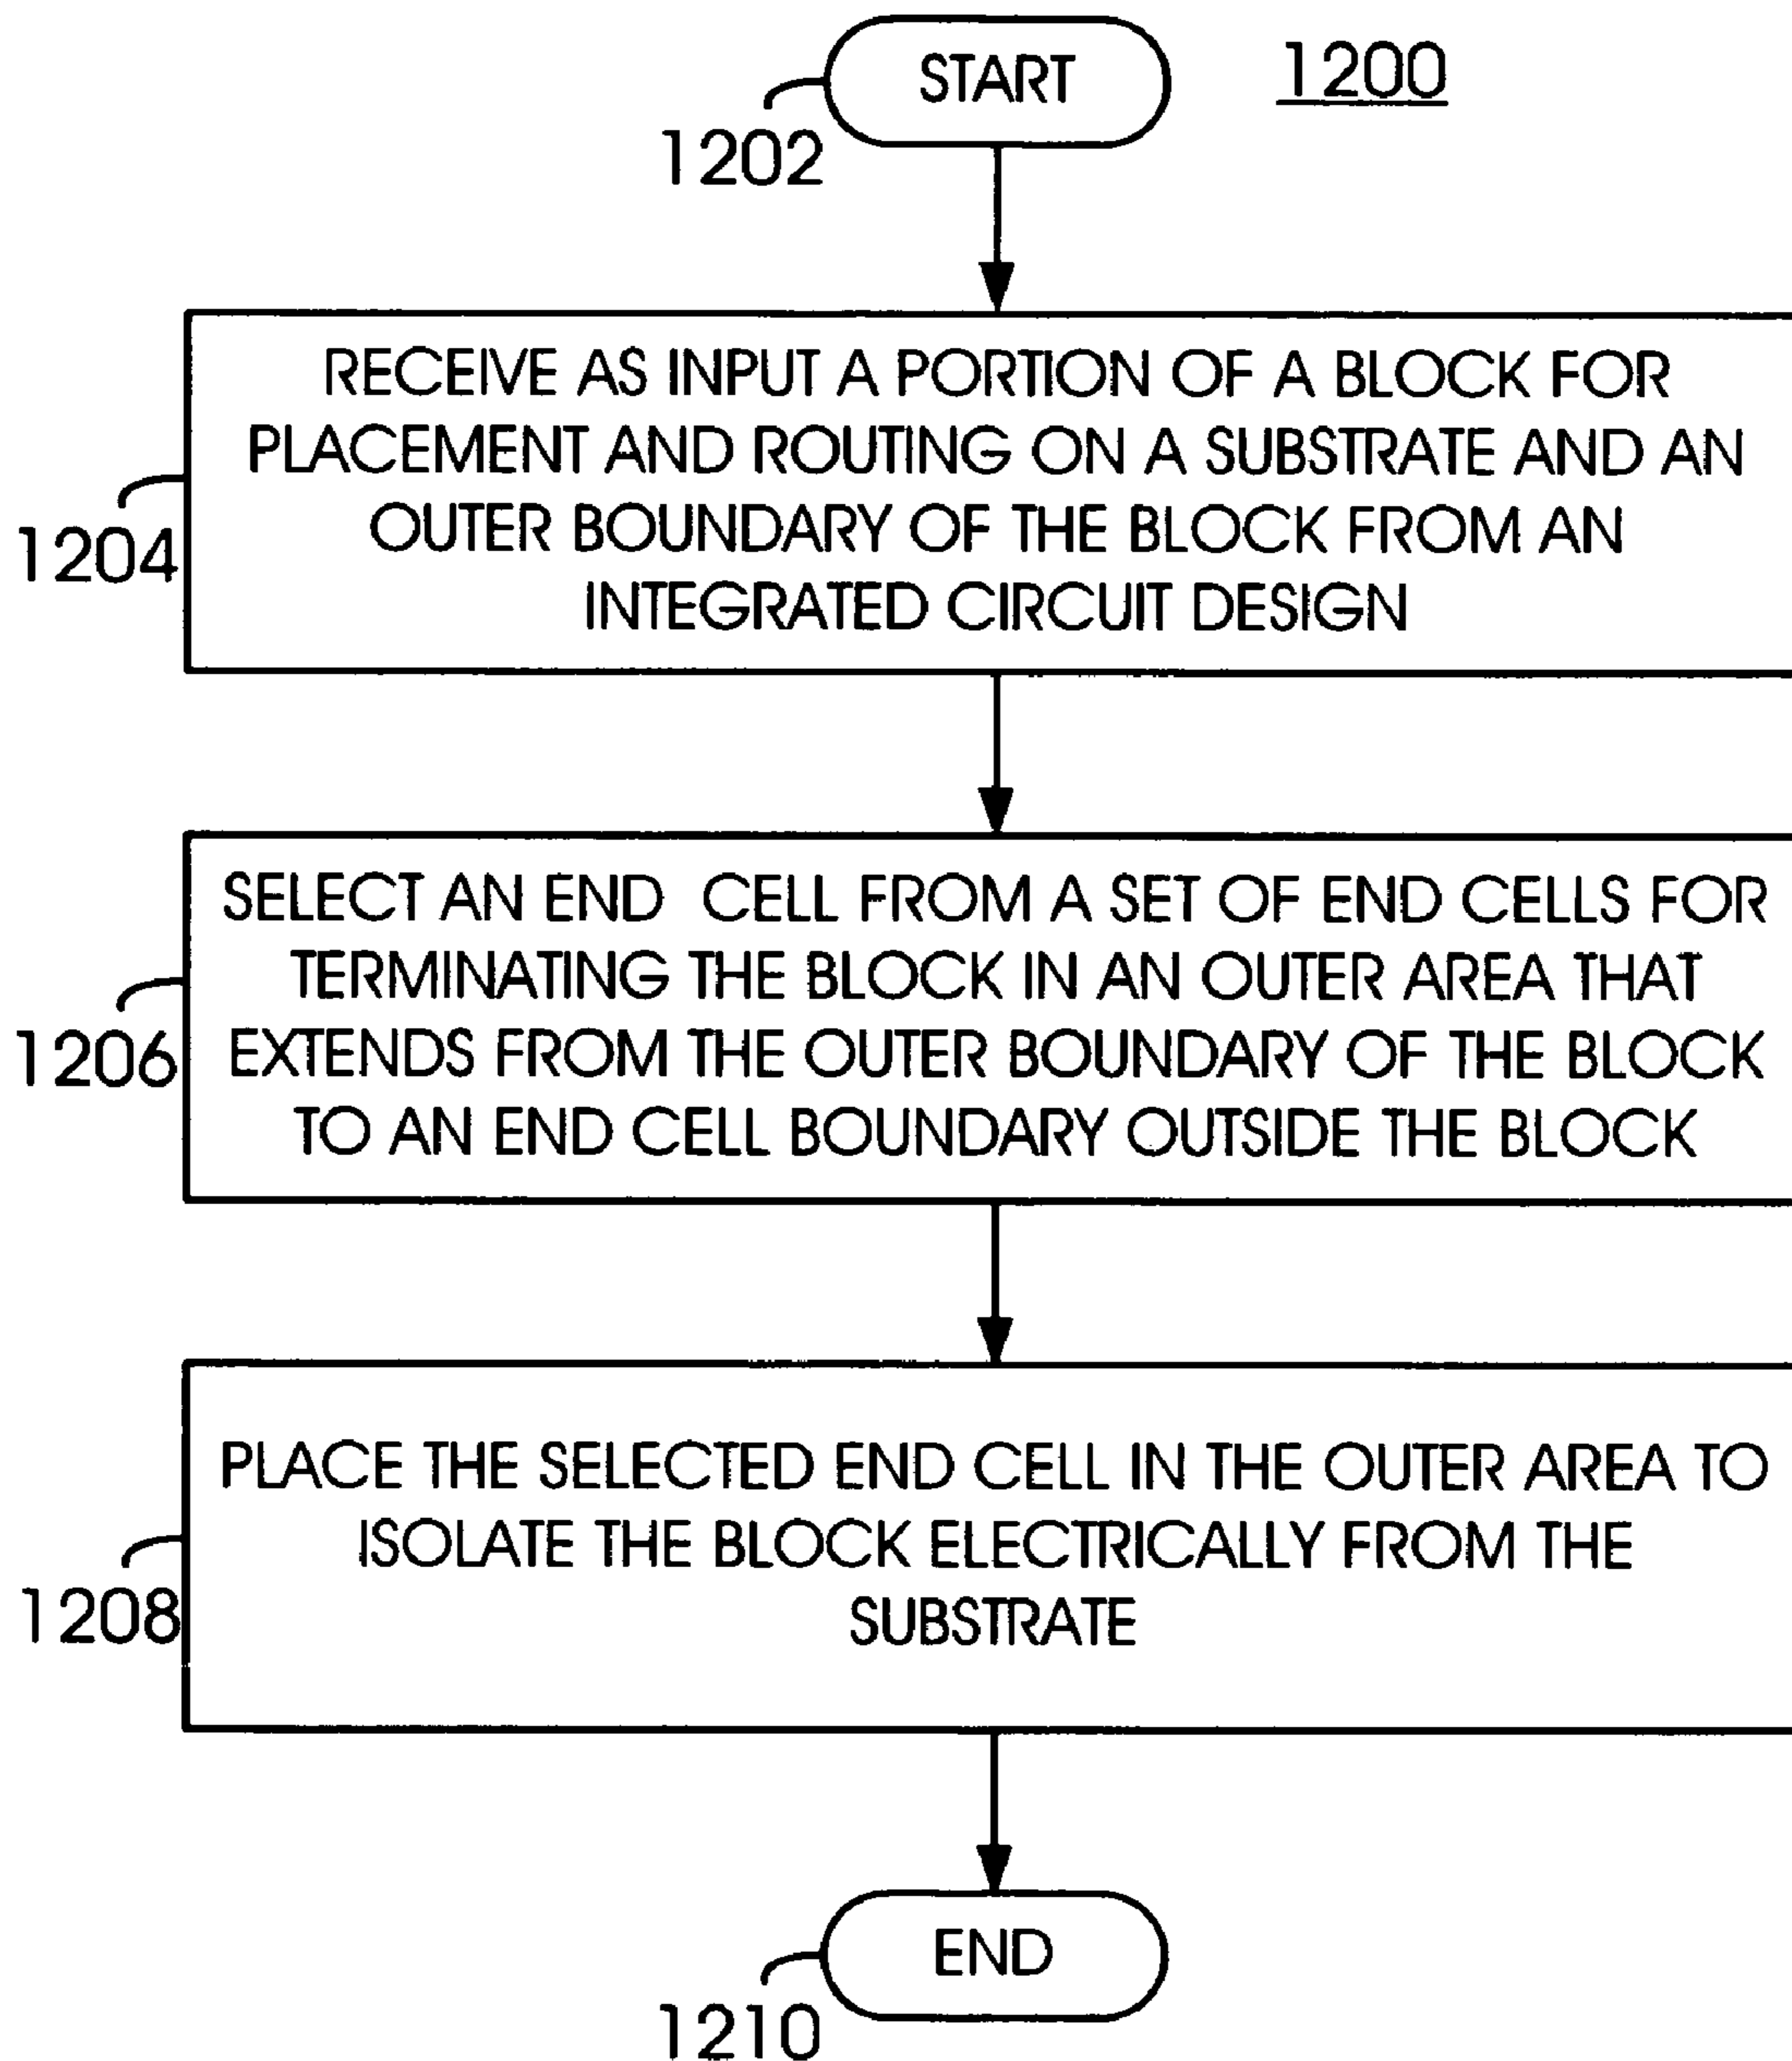 START
1200
1202
RECEIVE AS INPUT A PORTION OF A BLOCK FOR
PLACEMENT AND ROUTING ON A SUBSTRATE AND AN
OUTER BOUNDARY OF THE BLOCK FROM AN
INTEGRATED CIRCUIT DESIGN
1204
SELECT AN END CELL FROM A SET OF END CELLS FOR
TERMINATING THE BLOCK IN AN OUTER AREA THAT
EXTENDS FROM THE OUTER BOUNDARY OF THE BLOCK
TO AN END CELL BOUNDARY OUTSIDE THE BLOCK
1206
PLACE THE SELECTED END CELL IN THE OUTER AREA TO
ISOLATE THE BLOCK ELECTRICALLY FROM THE
SUBSTRATE
1208
END
1210